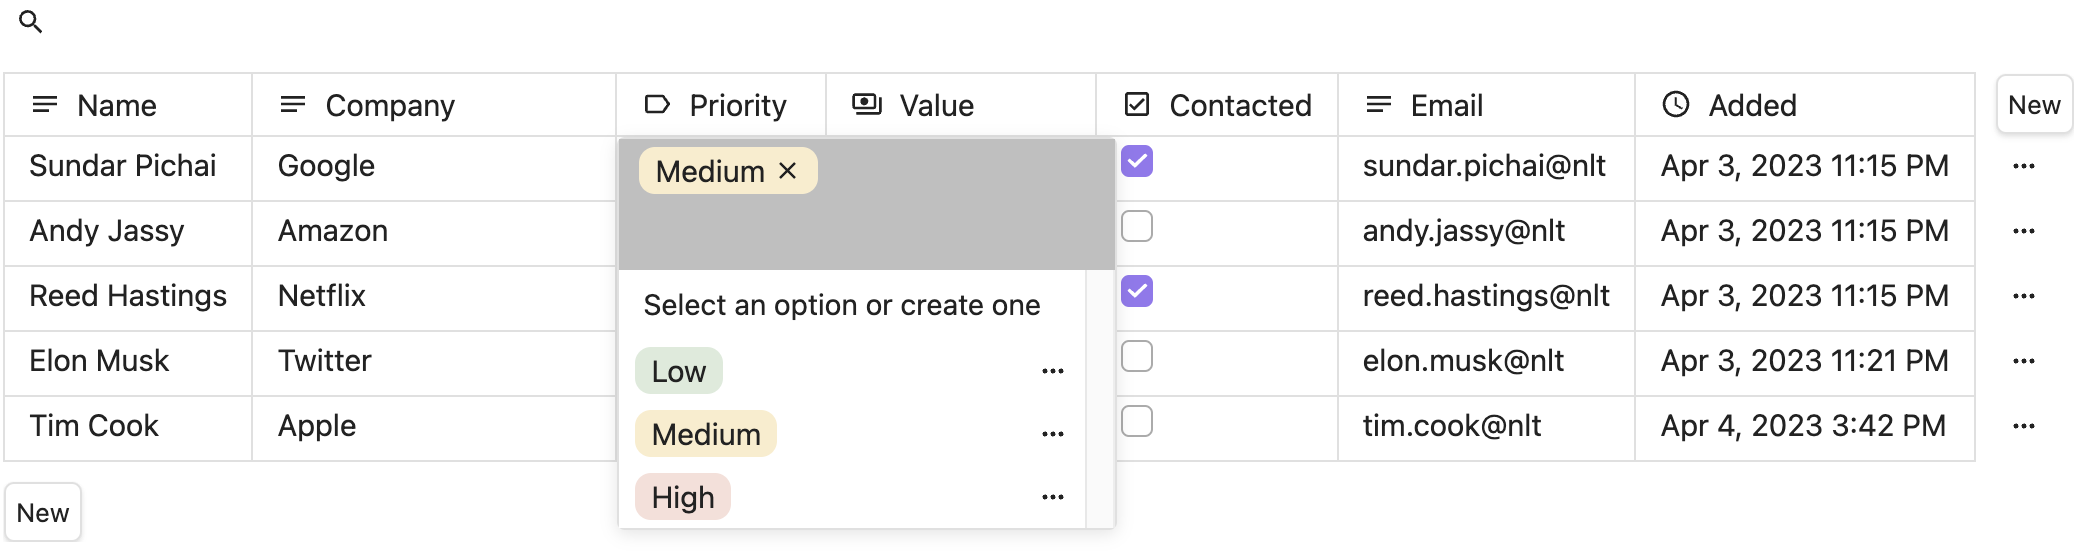 Name Company Priority Value Contacted Email Added New
Sundar Pichai Google Medium sundar.pichai@nlt Apr 3, 2023 11:15 PM
Andy Jassy Amazon andy.jassy@nlt Apr 3, 2023 11:15 PM
Reed Hastings Netflix Select an option or create one reed.hastings@nlt Apr 3, 2023 11:15 PM
Elon Musk Twitter Low elon.musk@nlt Apr 3, 2023 11:21 PM
Tim Cook Apple Medium tim.cook@nlt Apr 4, 2023 3:42 PM
High
New